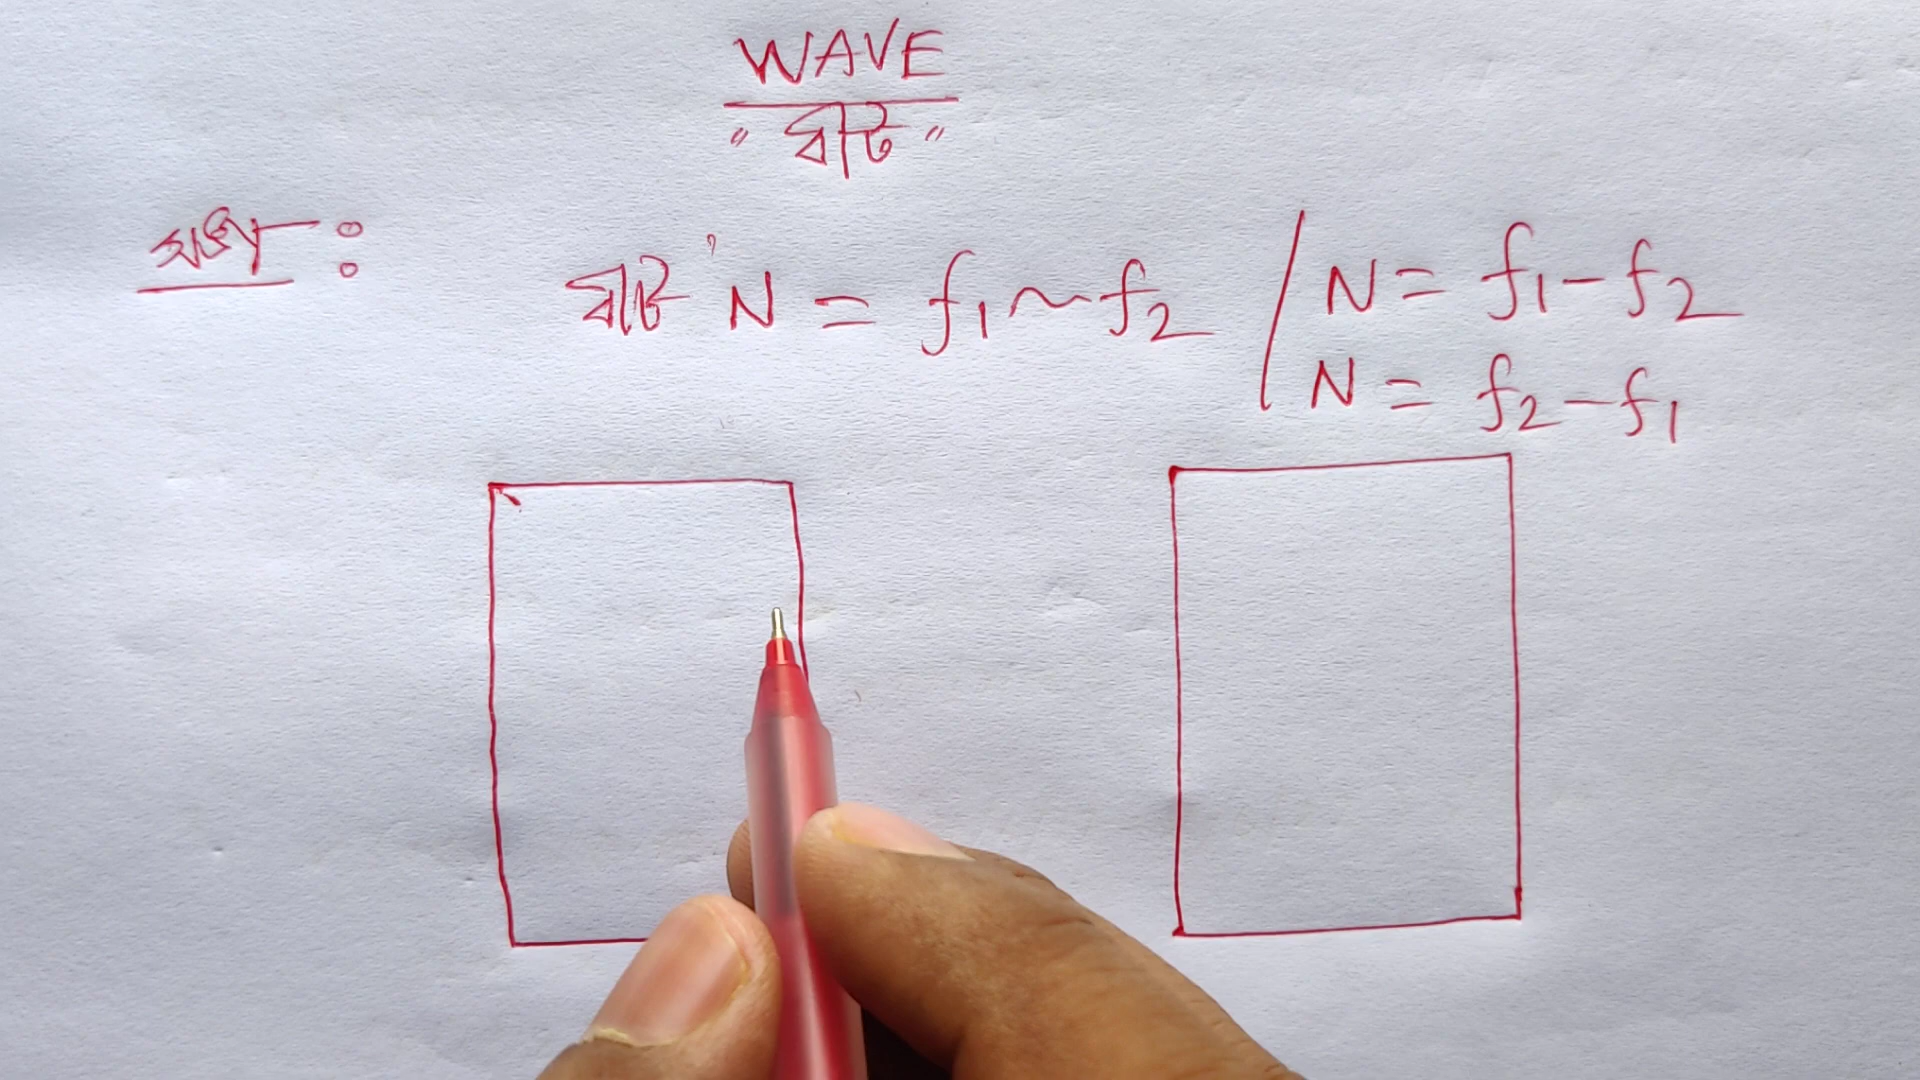 WAVE
"বীট"
বীট N = f₁ ~ f₂ / N = f₁ - f₂
N = f₂ - f₁